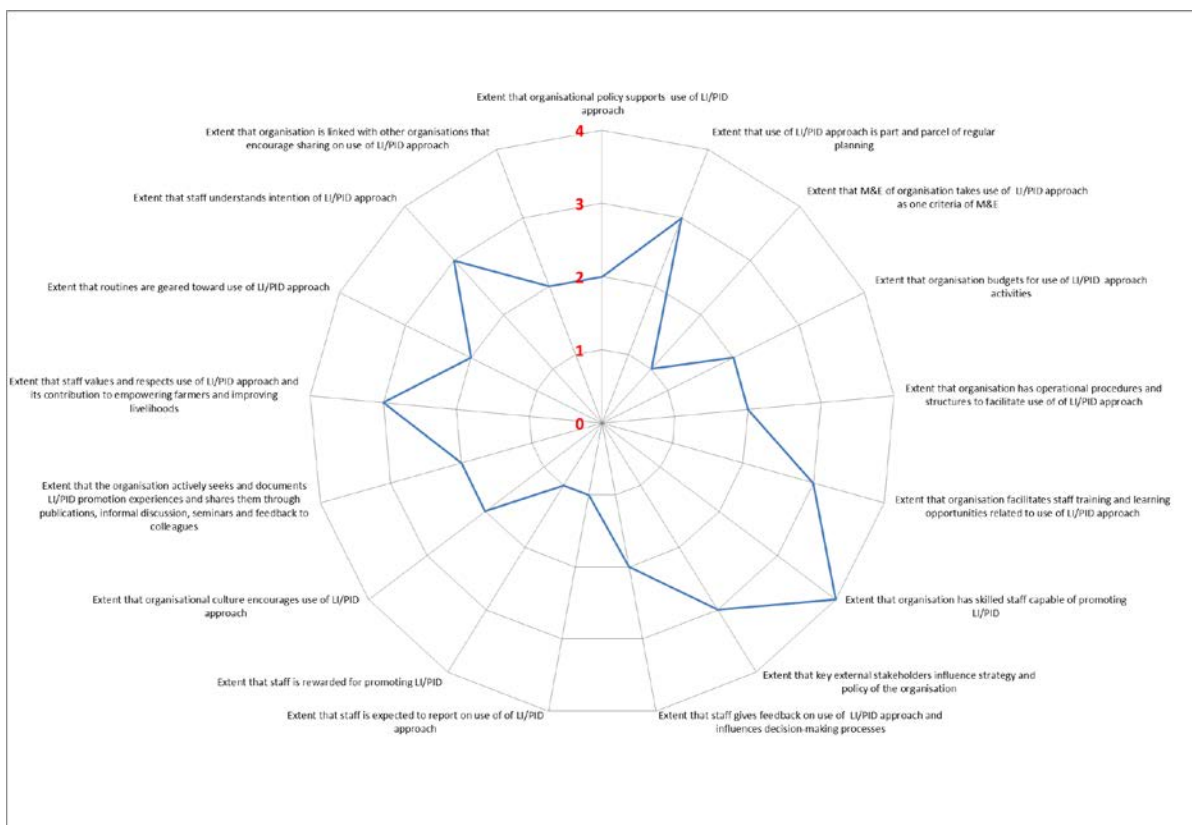 Extent that organisational policy supports use of LI/PID
approach
Extent that organisation is linked with other organisations that
encourage sharing on use of LI/PID approach
Extent that use of LI/PID approach is part and parcel of regular
planning
Extent that staff understands intention of LI/PID approach
Extent that M&E of organisation takes use of LI/PID approach
as one criteria of M&E
Extent that routines are geared toward use of LI/PID approach
Extent that organisation budgets for use of LI/PID approach
activities
Extent that staff values and respects use of LI/PID approach and
its contribution to empowering farmers and improving
livelihoods
Extent that organisation has operational procedures and
structures to facilitate use of of LI/PID approach
Extent that the organisation actively seeks and documents
LI/PID promotion experiences and shares them through
publications, informal discussion, seminars and feedback to
colleagues
Extent that organisation facilitates staff training and learning
opportunities related to use of LI/PID approach
Extent that organisational culture encourages use of LI/PID
approach
Extent that organisation has skilled staff capable of promoting
LI/PID
Extent that staff is rewarded for promoting LI/PID
Extent that key external stakeholders influence strategy and
policy of the organisation
Extent that staff is expected to report on use of of LI/PID
approach
Extent that staff gives feedback on use of LI/PID approach and
influences decision-making processes
4
3
2
1
0